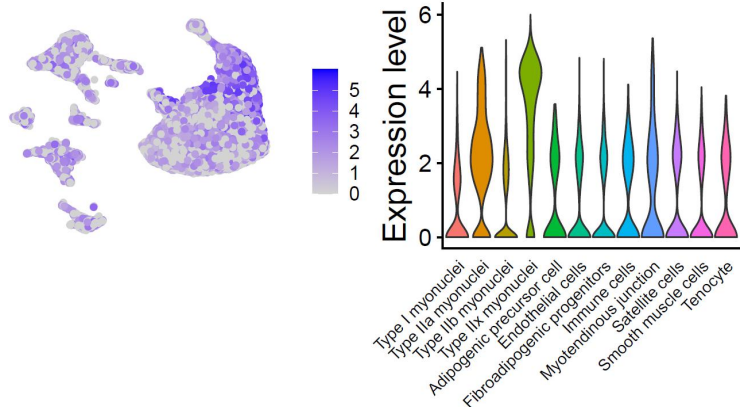 5
4
3
2
1
0
Expression level
6
4
2
0
Type I myonuclei
Type IIa myonuclei
Type IIb myonuclei
Type IIx myonuclei
Adipogenic precursor cell
Endothelial cells
Fibroadipogenic progenitors
Immune cells
Myotendinous junction
Satellite cells
Smooth muscle cells
Tenocyte